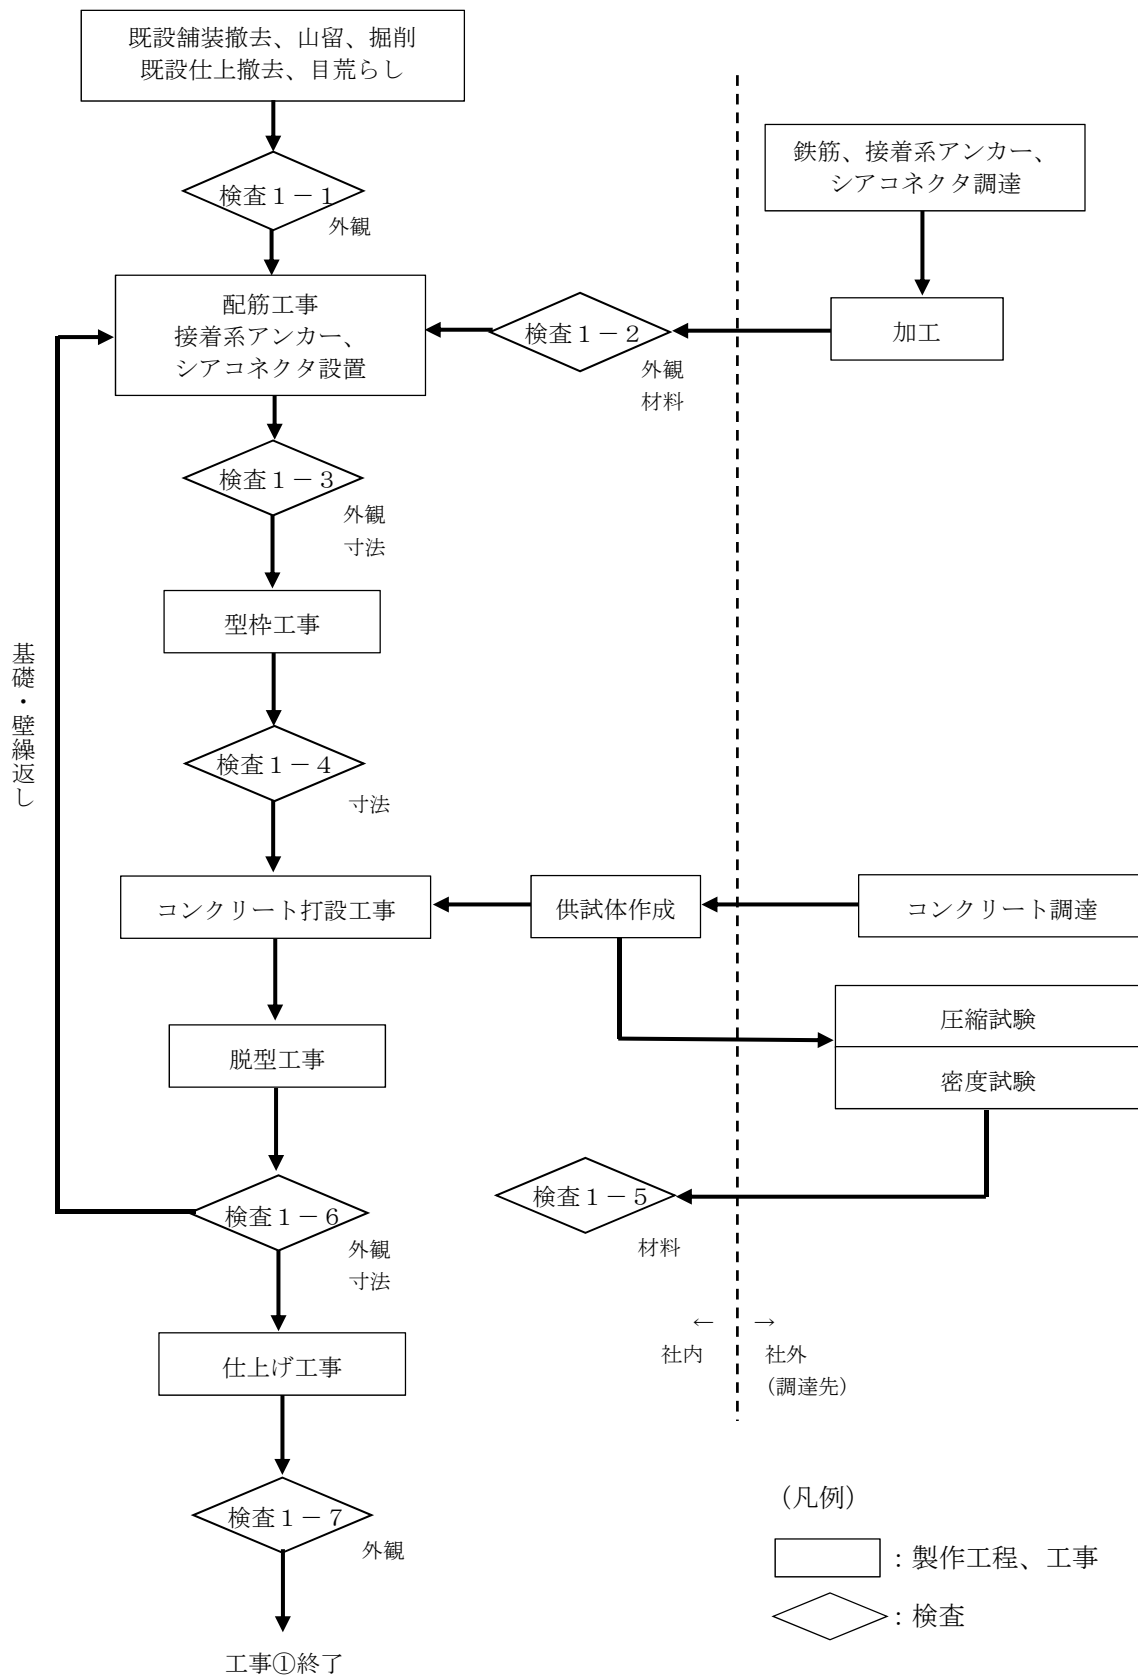 既設舗装撤去、山留、掘削
既設仕上撤去、目荒らし
検査１－１
外観
鉄筋、接着系アンカー、
シアコネクタ調達
加工
検査１－２
外観
材料
配筋工事
接着系アンカー、
シアコネクタ設置
検査１－３
外観
寸法
型枠工事
検査１－４
寸法
基礎・壁繰返し
コンクリート打設工事
供試体作成
コンクリート調達
圧縮試験
密度試験
脱型工事
検査１－５
材料
検査１－６
外観
寸法
← →
社内 社外
（調達先）
仕上げ工事
検査１－７
外観
工事①終了
（凡例）
：製作工程、工事
：検査